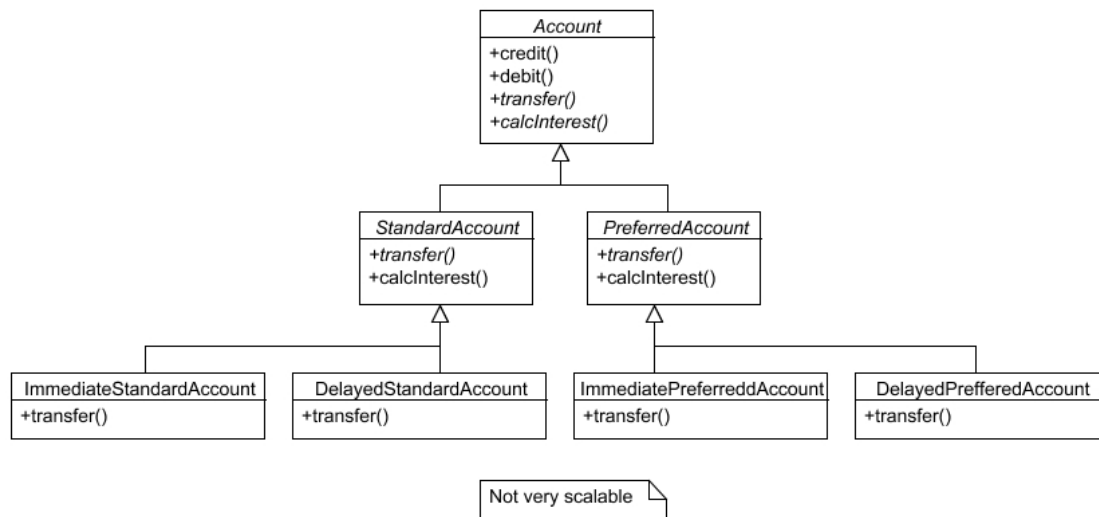 Account
+credit()
+debit()
+transfer()
+calcInterest()
StandardAccount
+transfer()
+calcInterest()
PreferredAccount
+transfer()
+calcInterest()
ImmediateStandardAccount
+transfer()
DelayedStandardAccount
+transfer()
ImmediatePreferreddAccount
+transfer()
DelayedPrefferedAccount
+transfer()
Not very scalable